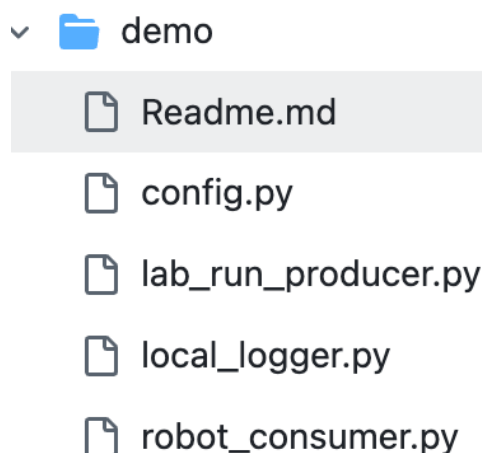 demo
Readme.md
config.py
lab_run_producer.py
local_logger.py
robot_consumer.py